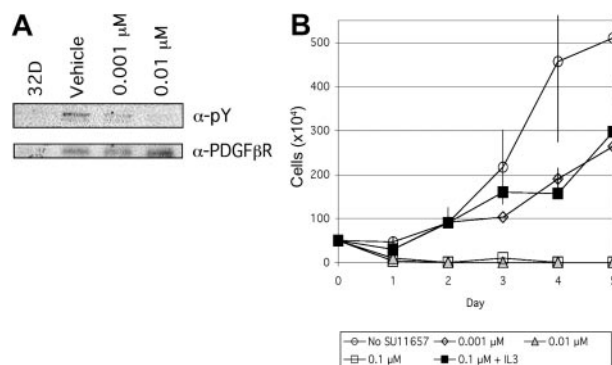 A
32D
Vehicle
0.001 µM
0.01 µM
α-pY
α-PDGFβR
B
Cells (x10⁴)
500
400
300
200
100
0
0 1 2 3 4 5
Day
No SU11657 0.001 µM 0.01 µM
0.1 µM 0.1 µM + IL3